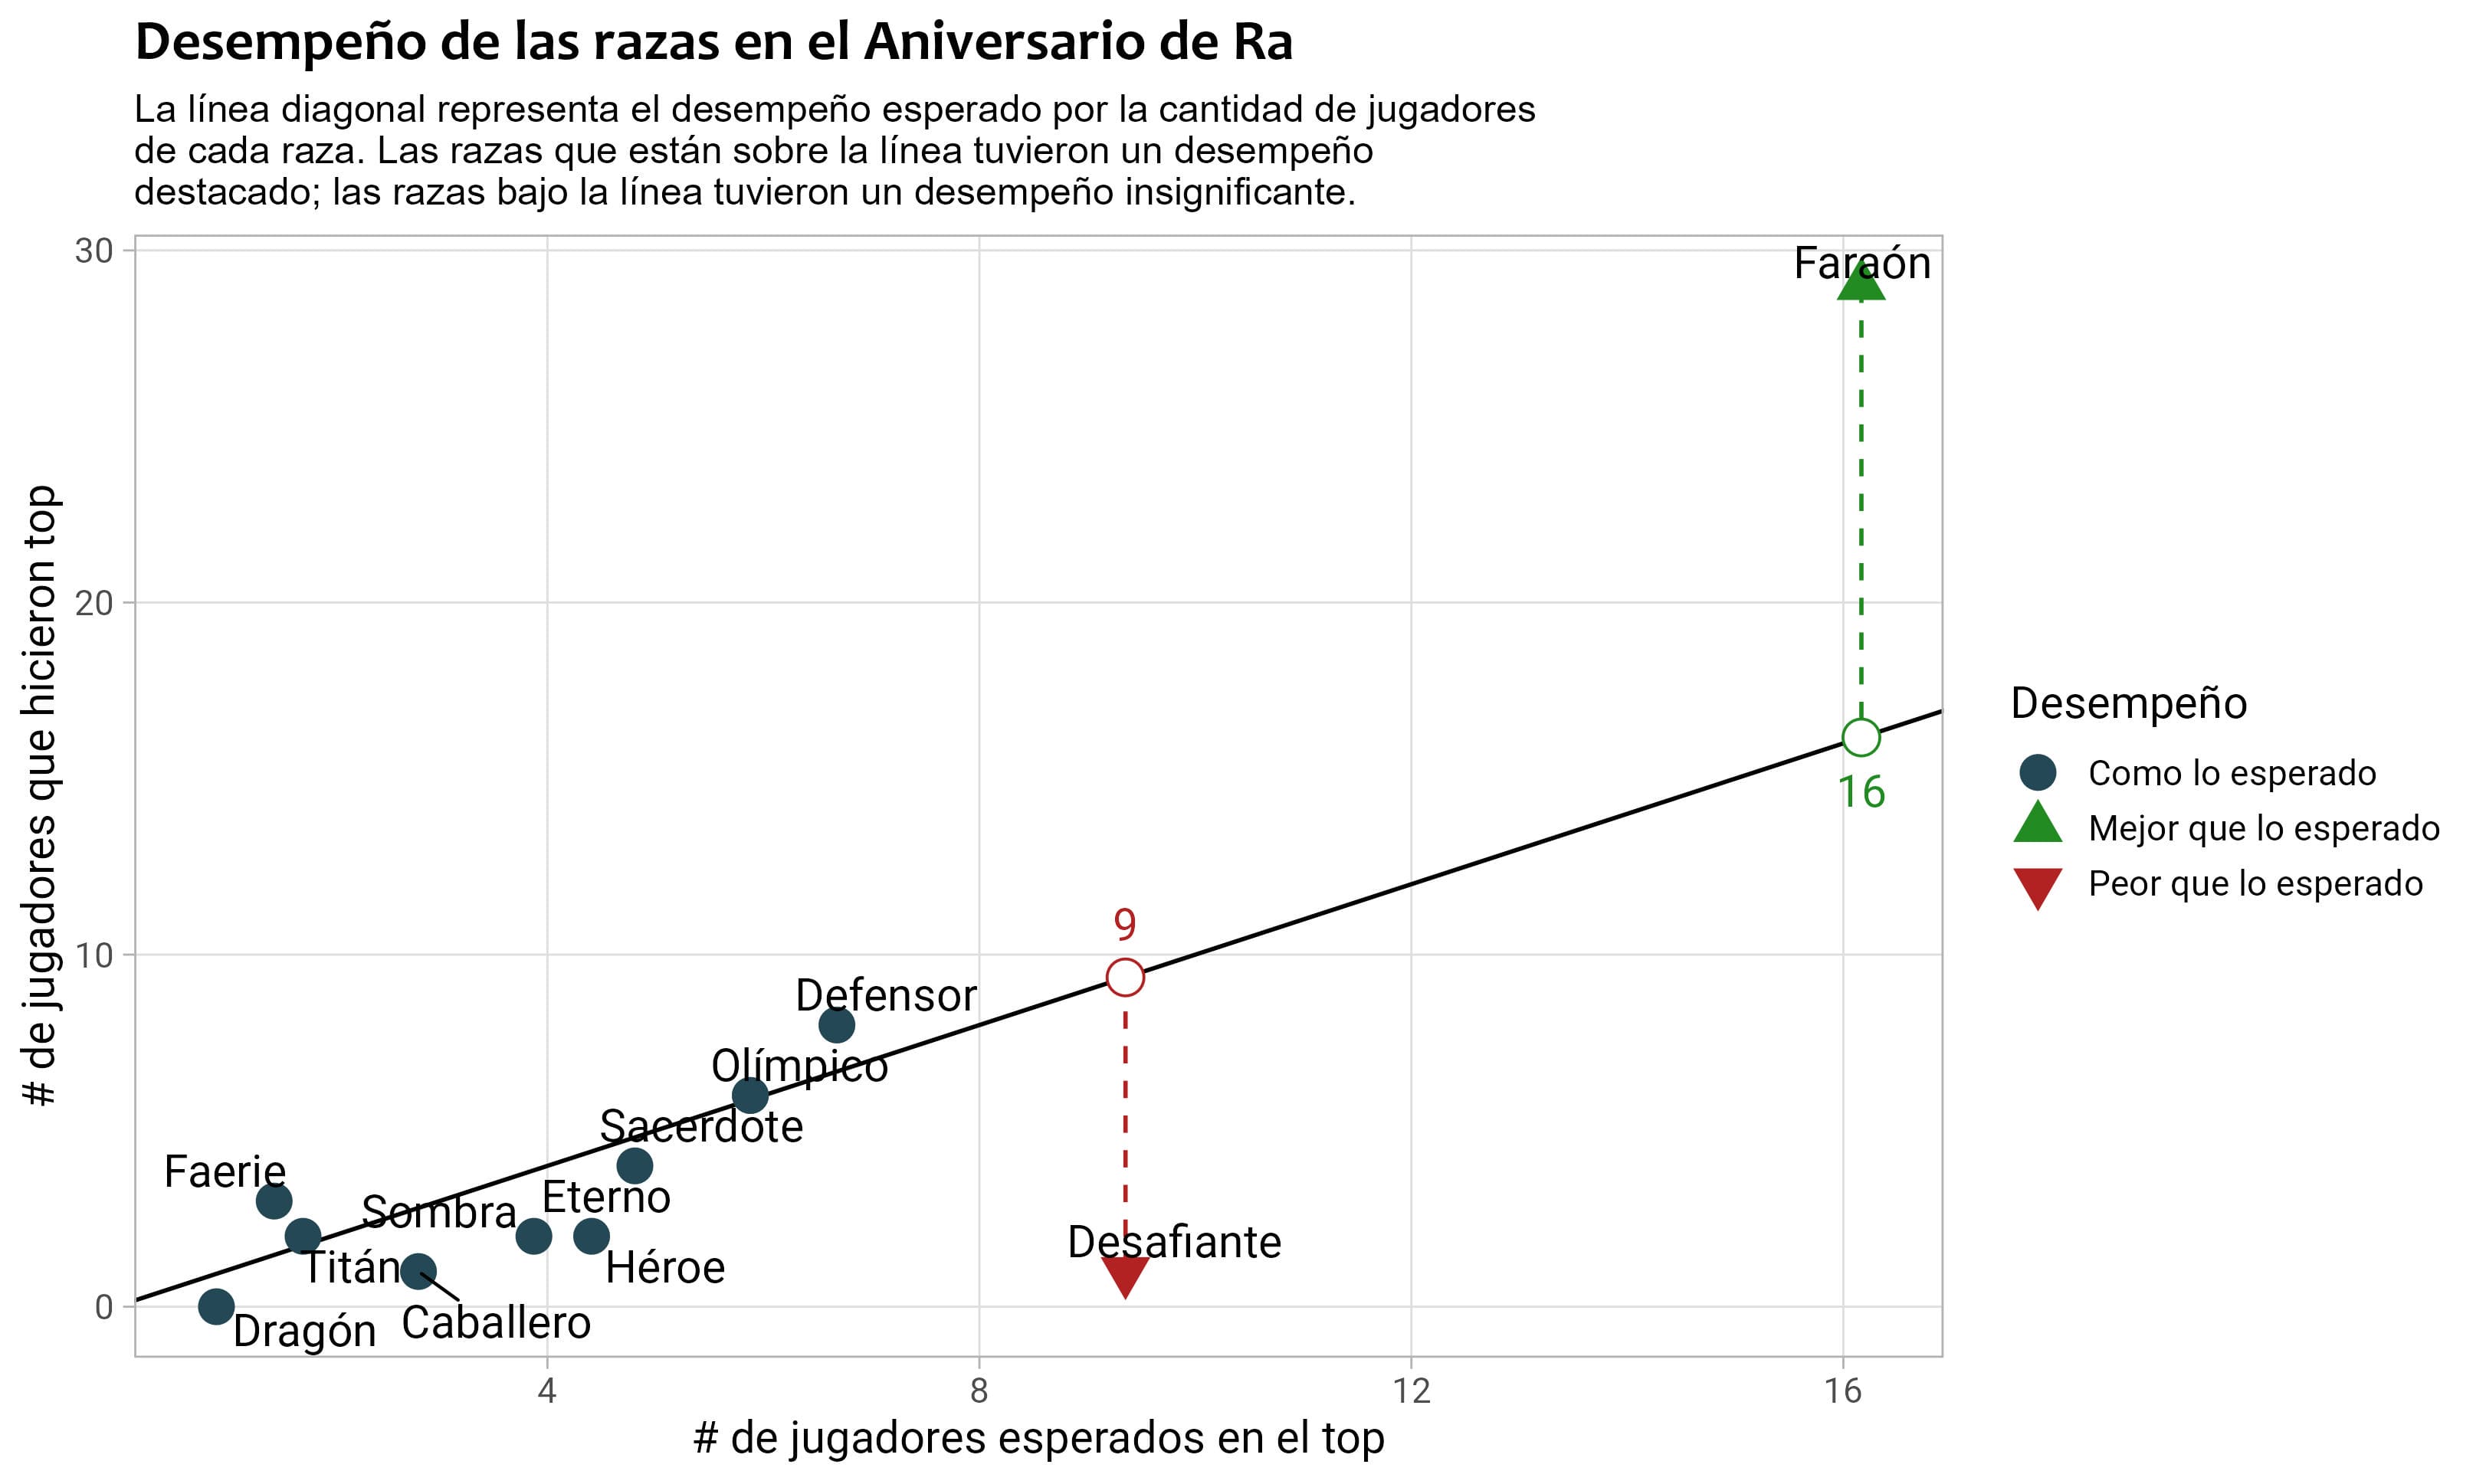 Desempeño de las razas en el Aniversario de Ra
La línea diagonal representa el desempeño esperado por la cantidad de jugadores
de cada raza. Las razas que están sobre la línea tuvieron un desempeño
destacado; las razas bajo la línea tuvieron un desempeño insignificante.
# de jugadores que hicieron top
30
20
10
0
Faraón
16
9
Defensor
Olímpico
Sacerdote
Faerie
Eterno
Sombra
Desafiante
Titán
Héroe
Caballero
Dragón
4
8
12
16
# de jugadores esperados en el top
Desempeño
Como lo esperado
Mejor que lo esperado
Peor que lo esperado